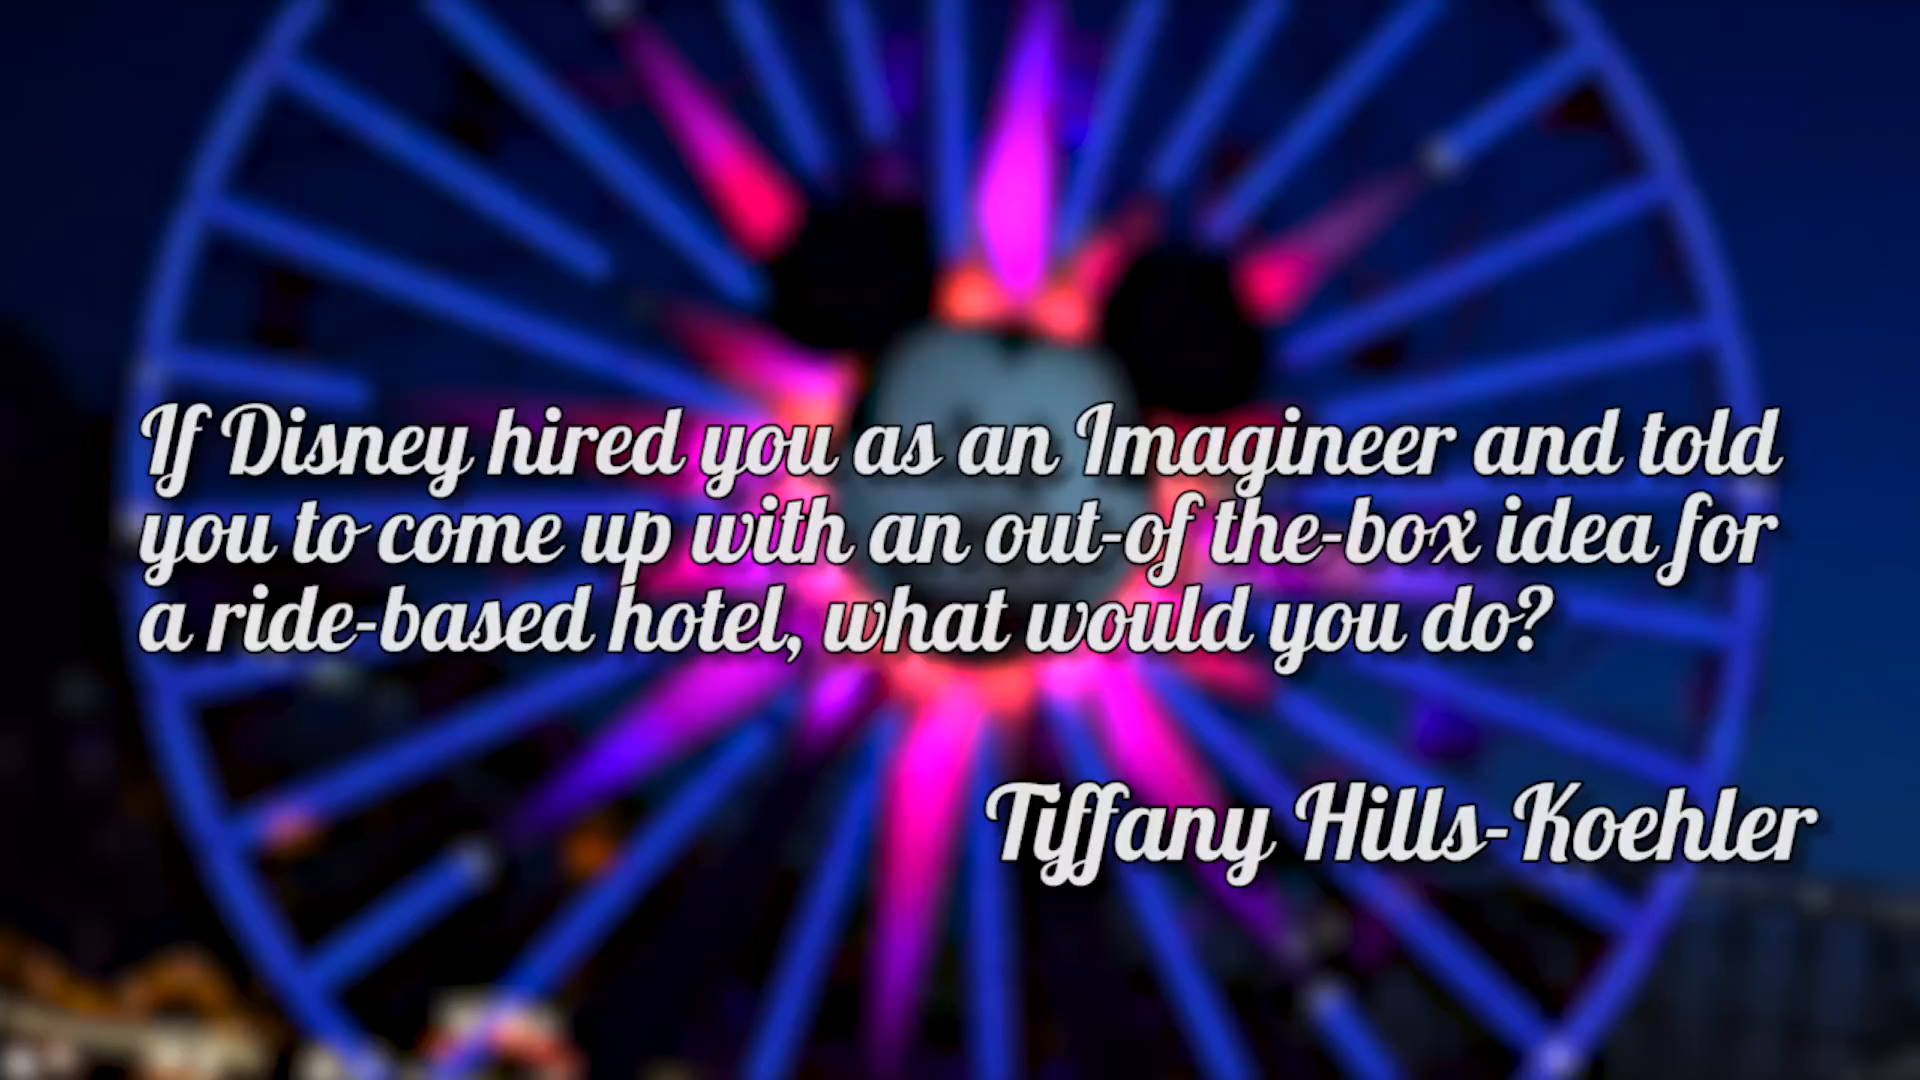 If Disney hired you as an Imagineer and told
you to come up with an out-of the-box idea for
a ride-based hotel, what would you do?
Tiffany Hills-Koehler